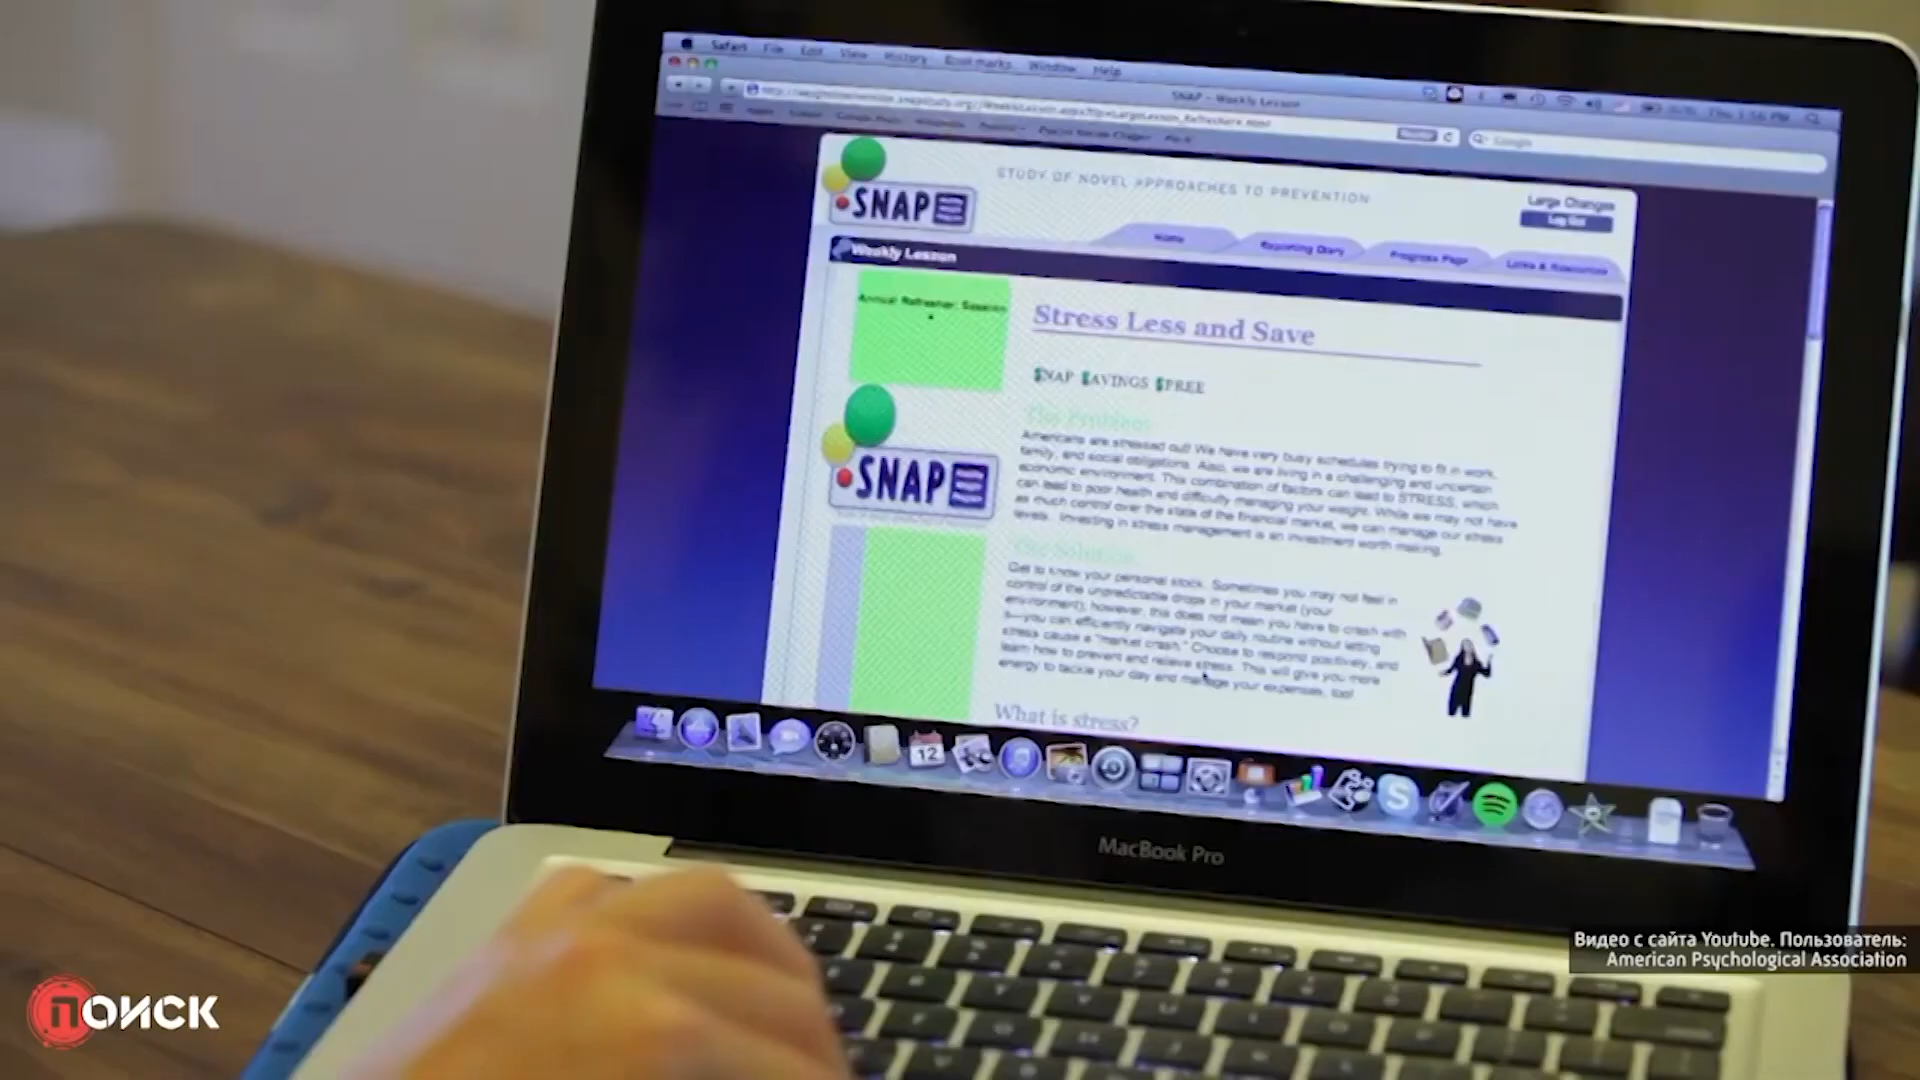 Safari File Edit View History Bookmarks Window Help
SNAP - Weekly Lesson
Google
STUDY OF NOVEL APPROACHES TO PREVENTION
SNAP
Large Changes
Log Out
Home Reporting Diary Progress Page Links & Resources
Weekly Lesson
Annual Refresher: Session
Stress Less and Save
$NAP $AVINGS $PREE
The Problem
Americans are stressed out! We have very busy schedules trying to fit in work,
family, and social obligations. Also, we are living in a challenging and uncertain
economic environment. This combination of factors can lead to STRESS, which
can lead to poor health and difficulty managing your weight. While we may not have
as much control over the state of the financial market, we can manage our stress
levels. Investing in stress management is an investment worth making.
SNAP
The Solution
Get to know your personal stock. Sometimes you may not feel in
control of the unpredictable drops in your market (your
environment), however, this does not mean you have to crash with
it—you can efficiently navigate your daily routine without letting
stress cause a "market crash." Choose to respond positively, and
learn how to prevent and relieve stress. This will give you more
energy to tackle your day and manage your expenses, too!
What is stress?
12
MacBook Pro
Видео с сайта Youtube. Пользователь:
American Psychological Association
ПОИСК